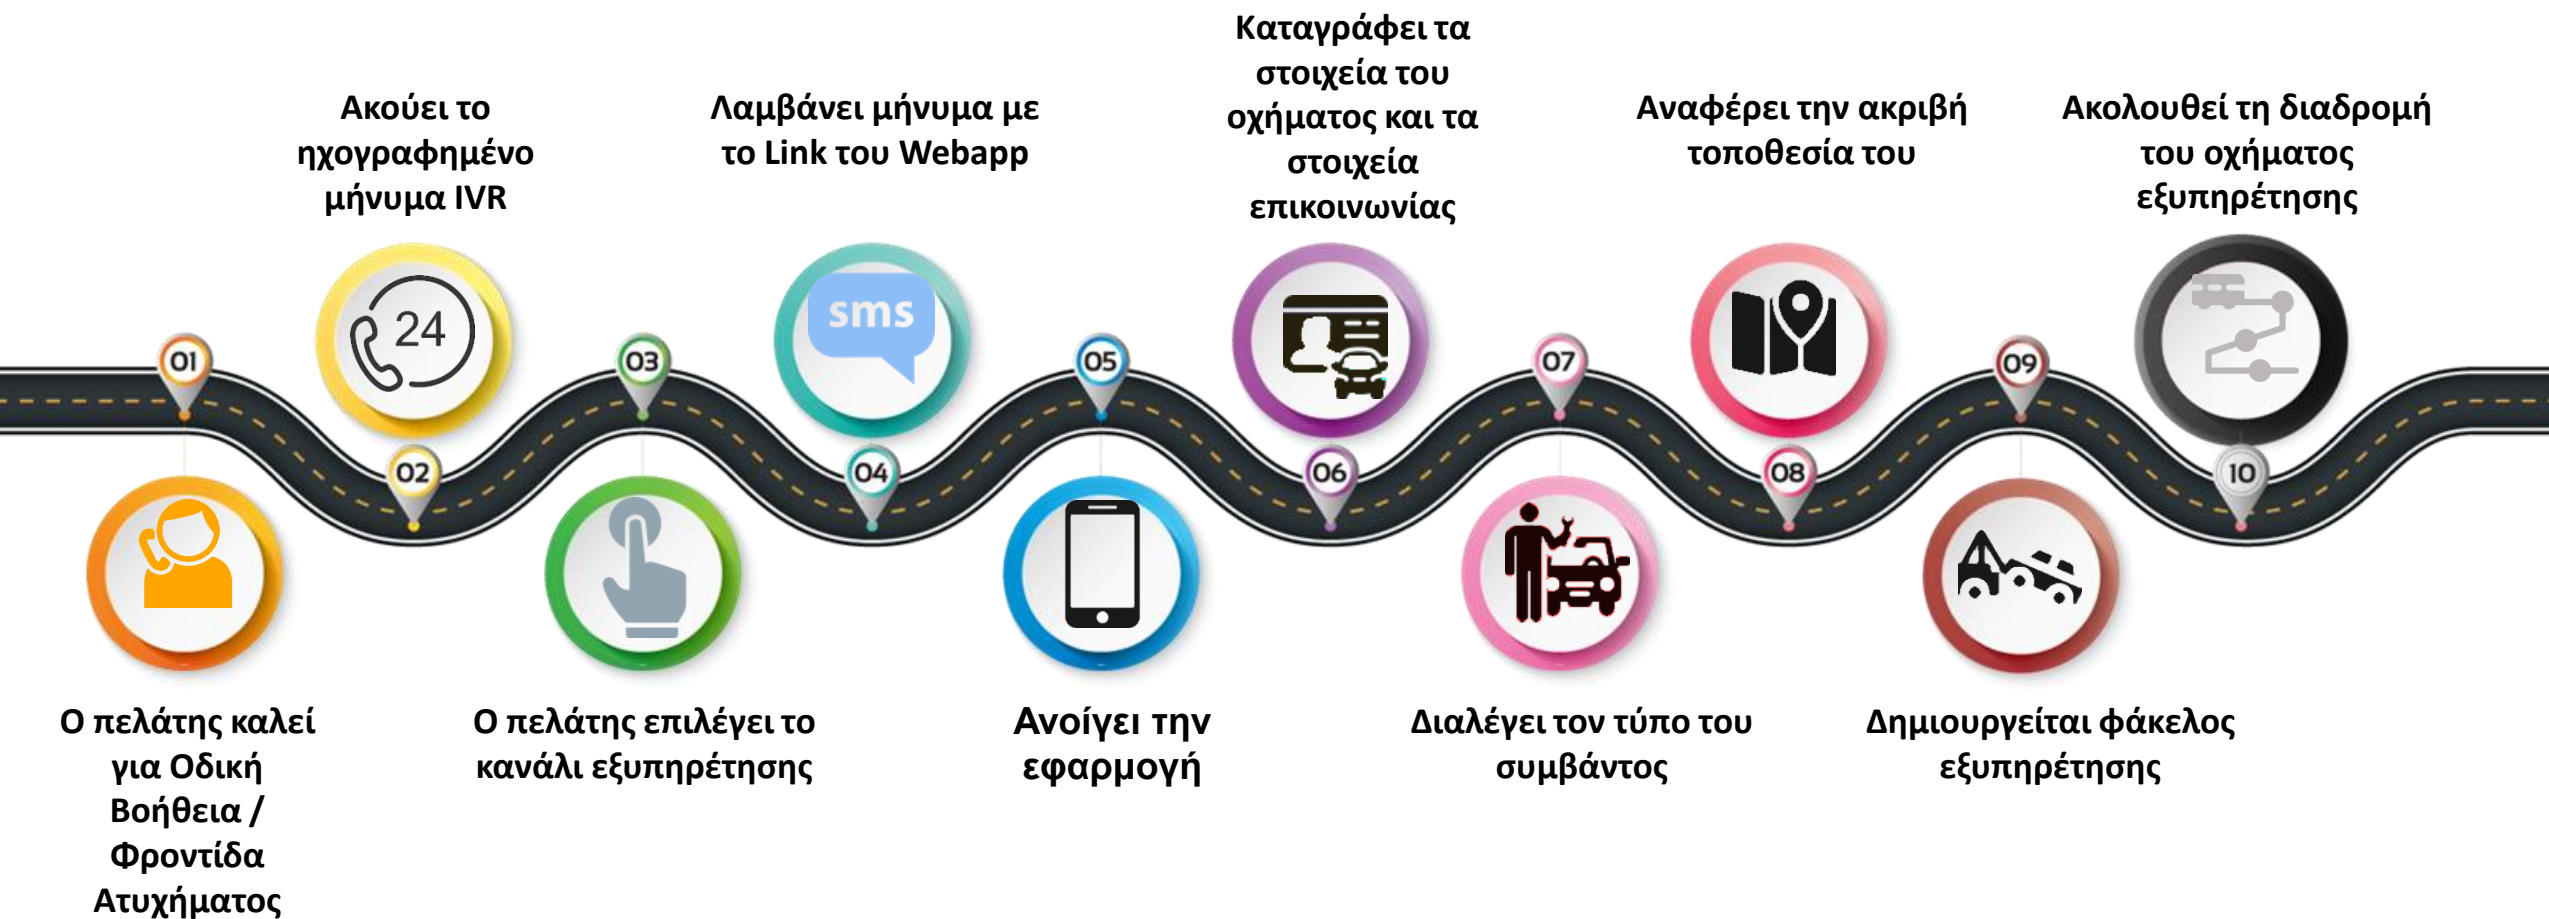 01
Ο πελάτης καλεί
για Οδική
Βοήθεια /
Φροντίδα
Ατυχήματος
Ακούει το
ηχογραφημένο
μήνυμα IVR
24
02
03
Ο πελάτης επιλέγει το
κανάλι εξυπηρέτησης
Λαμβάνει μήνυμα με
το Link του Webapp
sms
04
05
Ανοίγει την
εφαρμογή
Καταγράφει τα
στοιχεία του
οχήματος και τα
στοιχεία
επικοινωνίας
06
07
Διαλέγει τον τύπο του
συμβάντος
Αναφέρει την ακριβή
τοποθεσία του
08
09
Δημιουργείται φάκελος
εξυπηρέτησης
Ακολουθεί τη διαδρομή
του οχήματος
εξυπηρέτησης
10